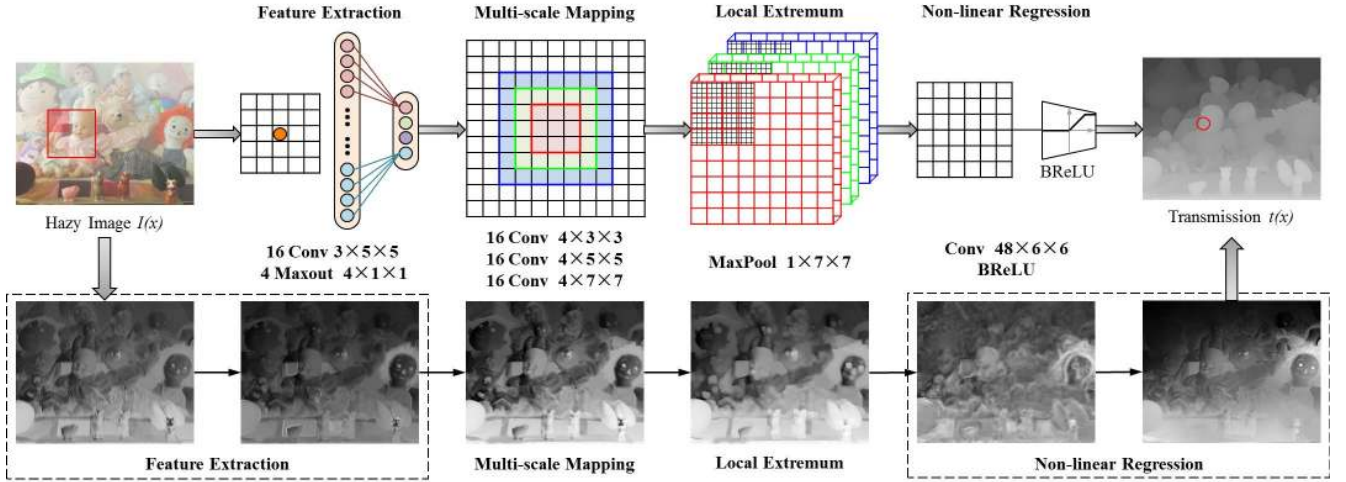 Feature Extraction
Multi-scale Mapping
Local Extremum
Non-linear Regression
BReLU
Hazy Image I(x)
Transmission t(x)
16 Conv 3×5×5
4 Maxout 4×1×1
16 Conv 4×3×3
16 Conv 4×5×5
16 Conv 4×7×7
MaxPool 1×7×7
Conv 48×6×6
BReLU
Feature Extraction
Multi-scale Mapping
Local Extremum
Non-linear Regression